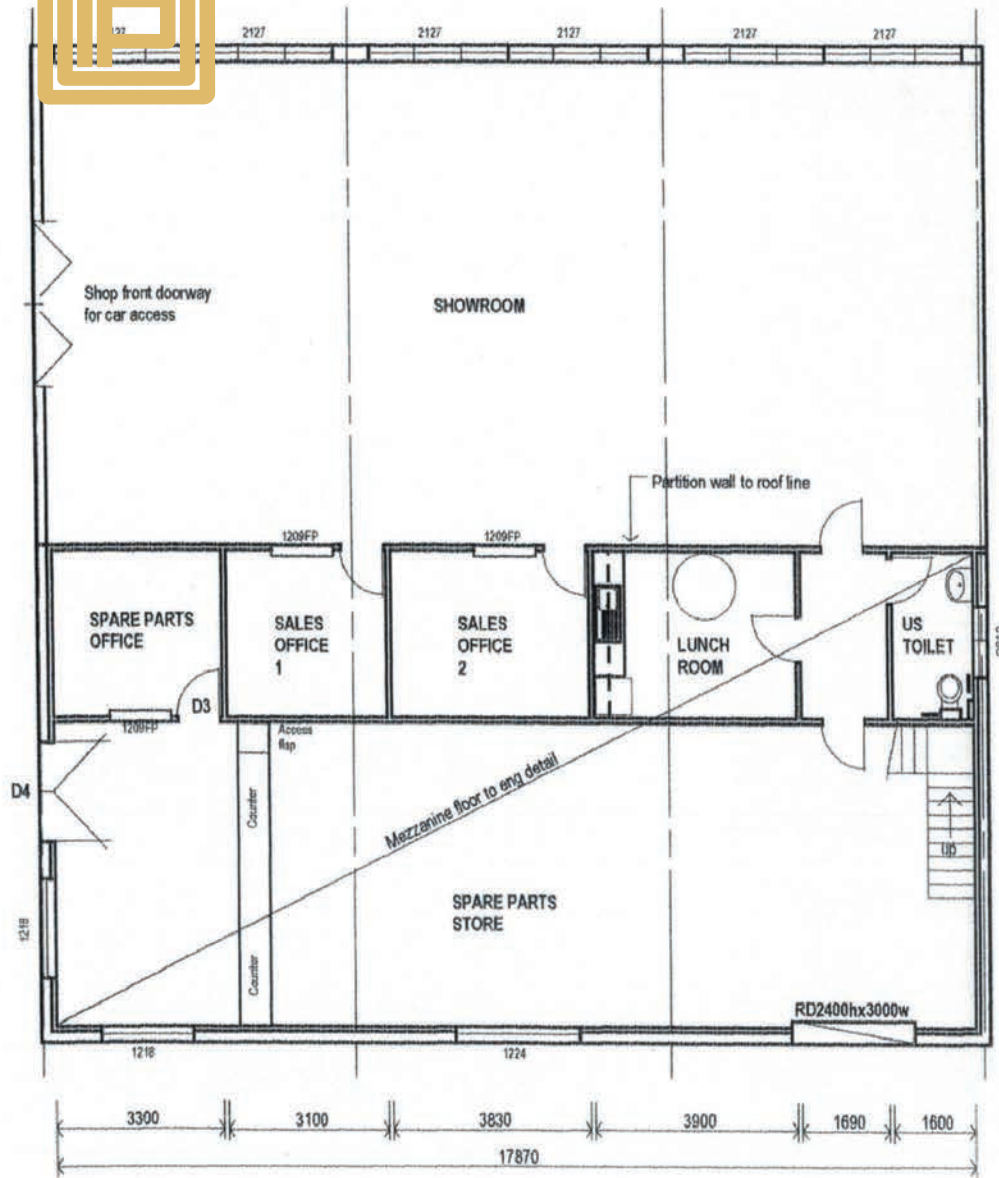 2127 2127 2127 2127 2127
Shop front doorway
for car access
SHOWROOM
Partition wall to roof line
1209FP
1209FP
SPARE PARTS
OFFICE
SALES
OFFICE
1
SALES
OFFICE
2
LUNCH
ROOM
US
TOILET
D3
1209FP
Access
flap
D4
Counter
Mezzanine floor to eng detail
up
SPARE PARTS
STORE
1218
Counter
RD2400hx3000w
1218
1224
3300 3100 3830 3900 1690 1600
17870